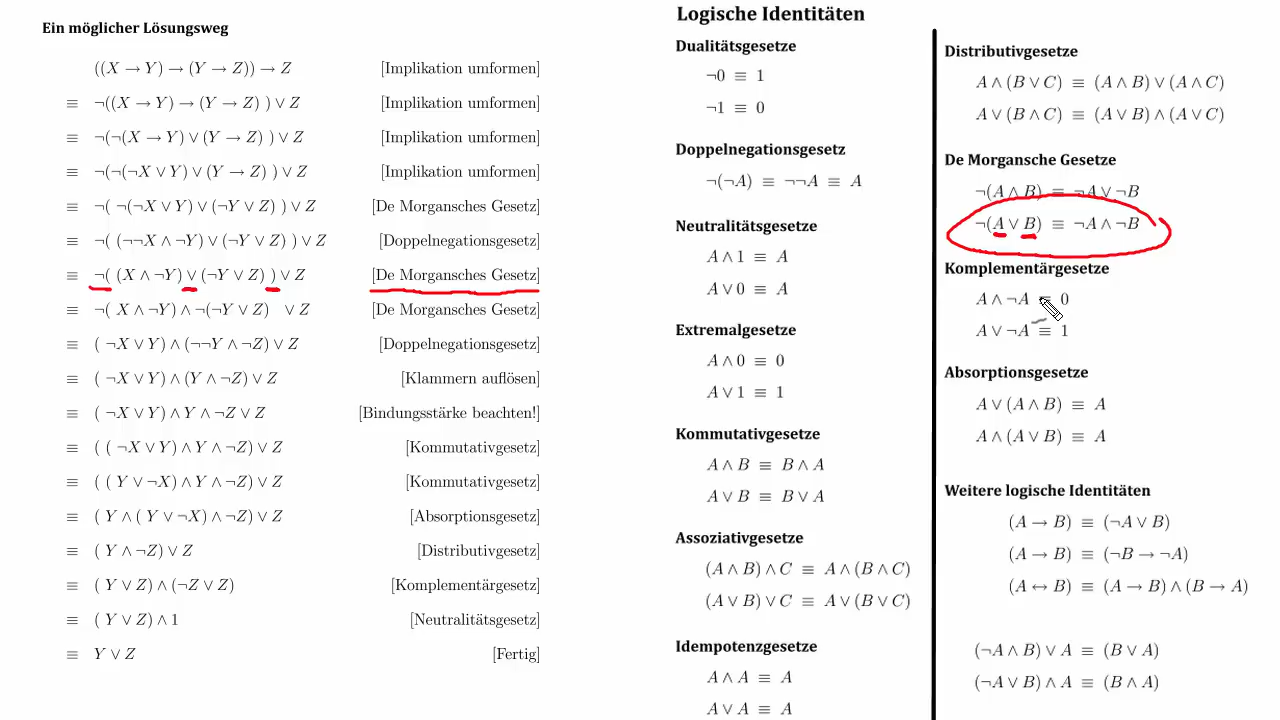 Ein möglicher Lösungsweg
((X → Y) → (Y → Z)) → Z [Implikation umformen]
≡ ¬((X → Y) → (Y → Z) ) ∨ Z [Implikation umformen]
≡ ¬(¬(X → Y) ∨ (Y → Z) ) ∨ Z [Implikation umformen]
≡ ¬(¬(¬X ∨ Y) ∨ (Y → Z) ) ∨ Z [Implikation umformen]
≡ ¬( ¬(¬X ∨ Y) ∨ (¬Y ∨ Z) ) ∨ Z [De Morgansches Gesetz]
≡ ¬( (¬¬X ∧ ¬Y) ∨ (¬Y ∨ Z) ) ∨ Z [Doppelnegationsgesetz]
≡ ¬( (X ∧ ¬Y) ∨ (¬Y ∨ Z) ) ∨ Z [De Morgansches Gesetz]
≡ ¬( X ∧ ¬Y) ∧ ¬(¬Y ∨ Z) ∨ Z [De Morgansches Gesetz]
≡ ( ¬X ∨ Y) ∧ (¬¬Y ∧ ¬Z) ∨ Z [Doppelnegationsgesetz]
≡ ( ¬X ∨ Y) ∧ (Y ∧ ¬Z) ∨ Z [Klammern auflösen]
≡ ( ¬X ∨ Y) ∧ Y ∧ ¬Z ∨ Z [Bindungsstärke beachten!]
≡ ( ( ¬X ∨ Y) ∧ Y ∧ ¬Z) ∨ Z [Kommutativgesetz]
≡ ( ( Y ∨ ¬X) ∧ Y ∧ ¬Z) ∨ Z [Kommutativgesetz]
≡ ( Y ∧ ( Y ∨ ¬X) ∧ ¬Z) ∨ Z [Absorptionsgesetz]
≡ ( Y ∧ ¬Z) ∨ Z [Distributivgesetz]
≡ ( Y ∨ Z) ∧ (¬Z ∨ Z) [Komplementärgesetz]
≡ ( Y ∨ Z) ∧ 1 [Neutralitätsgesetz]
≡ Y ∨ Z [Fertig]
Logische Identitäten
Dualitätsgesetze
¬0 ≡ 1
¬1 ≡ 0
Doppelnegationsgesetz
¬(¬A) ≡ ¬¬A ≡ A
Neutralitätsgesetze
A ∧ 1 ≡ A
A ∨ 0 ≡ A
Extremalgesetze
A ∧ 0 ≡ 0
A ∨ 1 ≡ 1
Kommutativgesetze
A ∧ B ≡ B ∧ A
A ∨ B ≡ B ∨ A
Assoziativgesetze
(A ∧ B) ∧ C ≡ A ∧ (B ∧ C)
(A ∨ B) ∨ C ≡ A ∨ (B ∨ C)
Idempotenzgesetze
A ∧ A ≡ A
A ∨ A ≡ A
Distributivgesetze
A ∧ (B ∨ C) ≡ (A ∧ B) ∨ (A ∧ C)
A ∨ (B ∧ C) ≡ (A ∨ B) ∧ (A ∨ C)
De Morgansche Gesetze
¬(A ∧ B) ≡ ¬A ∨ ¬B
¬(A ∨ B) ≡ ¬A ∧ ¬B
Komplementärgesetze
A ∧ ¬A ≡ 0
A ∨ ¬A ≡ 1
Absorptionsgesetze
A ∨ (A ∧ B) ≡ A
A ∧ (A ∨ B) ≡ A
Weitere logische Identitäten
(A → B) ≡ (¬A ∨ B)
(A → B) ≡ (¬B → ¬A)
(A ↔ B) ≡ (A → B) ∧ (B → A)
(¬A ∧ B) ∨ A ≡ (B ∨ A)
(¬A ∨ B) ∧ A ≡ (B ∧ A)